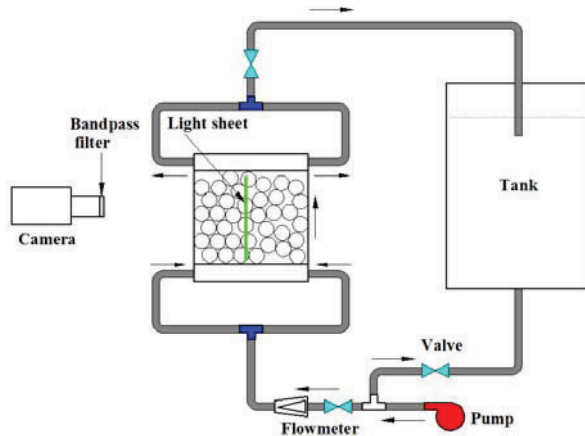 Bandpass
filter
Light sheet
Camera
Tank
Valve
Flowmeter
Pump